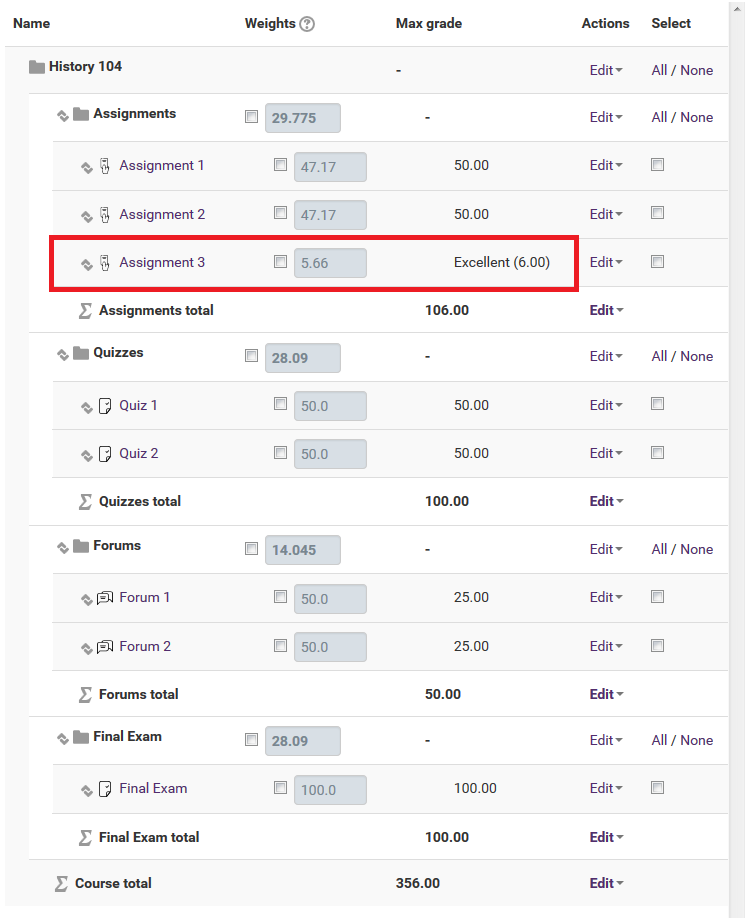 Name Weights ? Max grade Actions Select
History 104 - Edit All / None
Assignments 29.775 - Edit All / None
Assignment 1 47.17 50.00 Edit
Assignment 2 47.17 50.00 Edit
Assignment 3 5.66 Excellent (6.00) Edit
Σ Assignments total 106.00 Edit
Quizzes 28.09 - Edit All / None
Quiz 1 50.0 50.00 Edit
Quiz 2 50.0 50.00 Edit
Σ Quizzes total 100.00 Edit
Forums 14.045 - Edit All / None
Forum 1 50.0 25.00 Edit
Forum 2 50.0 25.00 Edit
Σ Forums total 50.00 Edit
Final Exam 28.09 - Edit All / None
Final Exam 100.0 100.00 Edit
Σ Final Exam total 100.00 Edit
Σ Course total 356.00 Edit